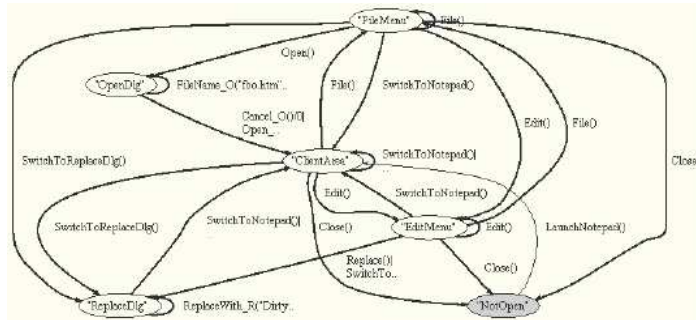 "FileMenu"
File()
Open()
"OpenDlg"
FileName_O("foo.htm"..
File()
SwitchToNotepad()
Cancel_O()/0|
Open_..
Edit()
File()
SwitchToReplaceDlg()
"ClientArea"
SwitchToNotepad()|
..
Close
Edit()
SwitchToNotepad()
SwitchToReplaceDlg()
SwitchToNotepad()|
Close()
"EditMenu"
Edit()
LaunchNotepad()
Replace()|
SwitchTo..
Close()
"ReplaceDlg"
ReplaceWith_R("Dirty..
"NotOpen"